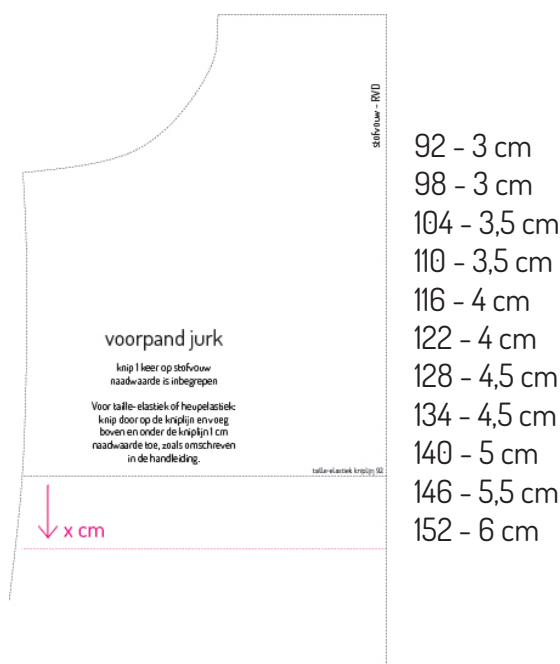 stofvouw - RVD
voorpand jurk
knip 1 keer op stofvouw
naadwaarde is inbegrepen
Voor taille-elastiek of heupelastiek:
knip door op de kniplijn en voeg
boven en onder de kniplijn 1 cm
naadwaarde toe, zoals omschreven
in de handleiding.
taille-elastiek kniplijn 92
x cm
92 - 3 cm
98 - 3 cm
104 - 3,5 cm
110 - 3,5 cm
116 - 4 cm
122 - 4 cm
128 - 4,5 cm
134 - 4,5 cm
140 - 5 cm
146 - 5,5 cm
152 - 6 cm